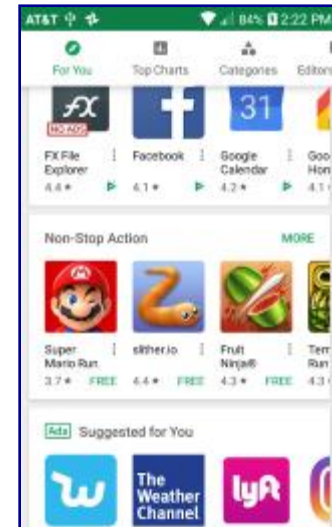 AT&T 84% 2:22 PM
For You Top Charts Categories Editors
fx
NO ADS
31
FX File Explorer
Facebook
Google Calendar
Goo
Hon
4.4★ 4.1★ 4.2★ 4.1
Non-Stop Action MORE
Super Mario Run
slither.io
Fruit Ninja®
Tem
Run
3.7★ FREE 4.4★ FREE 4.3★ FREE 4.3
Ads Suggested for You
The
Weather
Channel
lyft